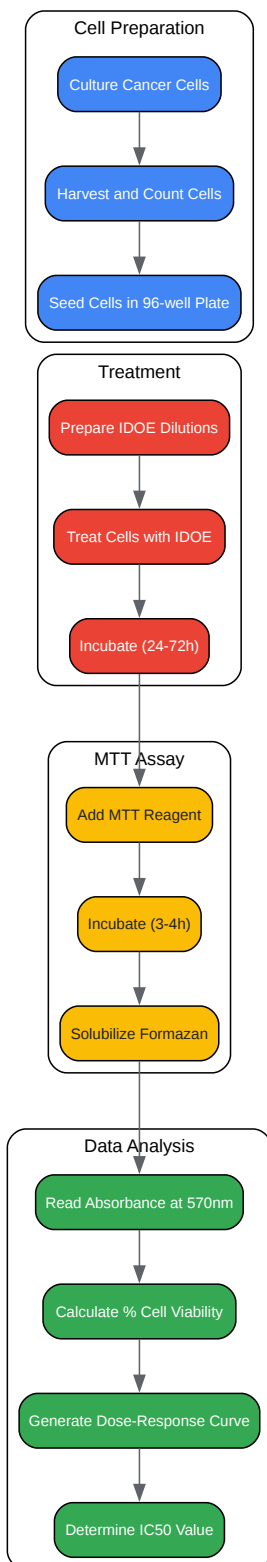 Cell Preparation
Culture Cancer Cells
Harvest and Count Cells
Seed Cells in 96-well Plate
Treatment
Prepare IDOE Dilutions
Treat Cells with IDOE
Incubate (24-72h)
MTT Assay
Add MTT Reagent
Incubate (3-4h)
Solubilize Formazan
Data Analysis
Read Absorbance at 570nm
Calculate % Cell Viability
Generate Dose-Response Curve
Determine IC50 Value